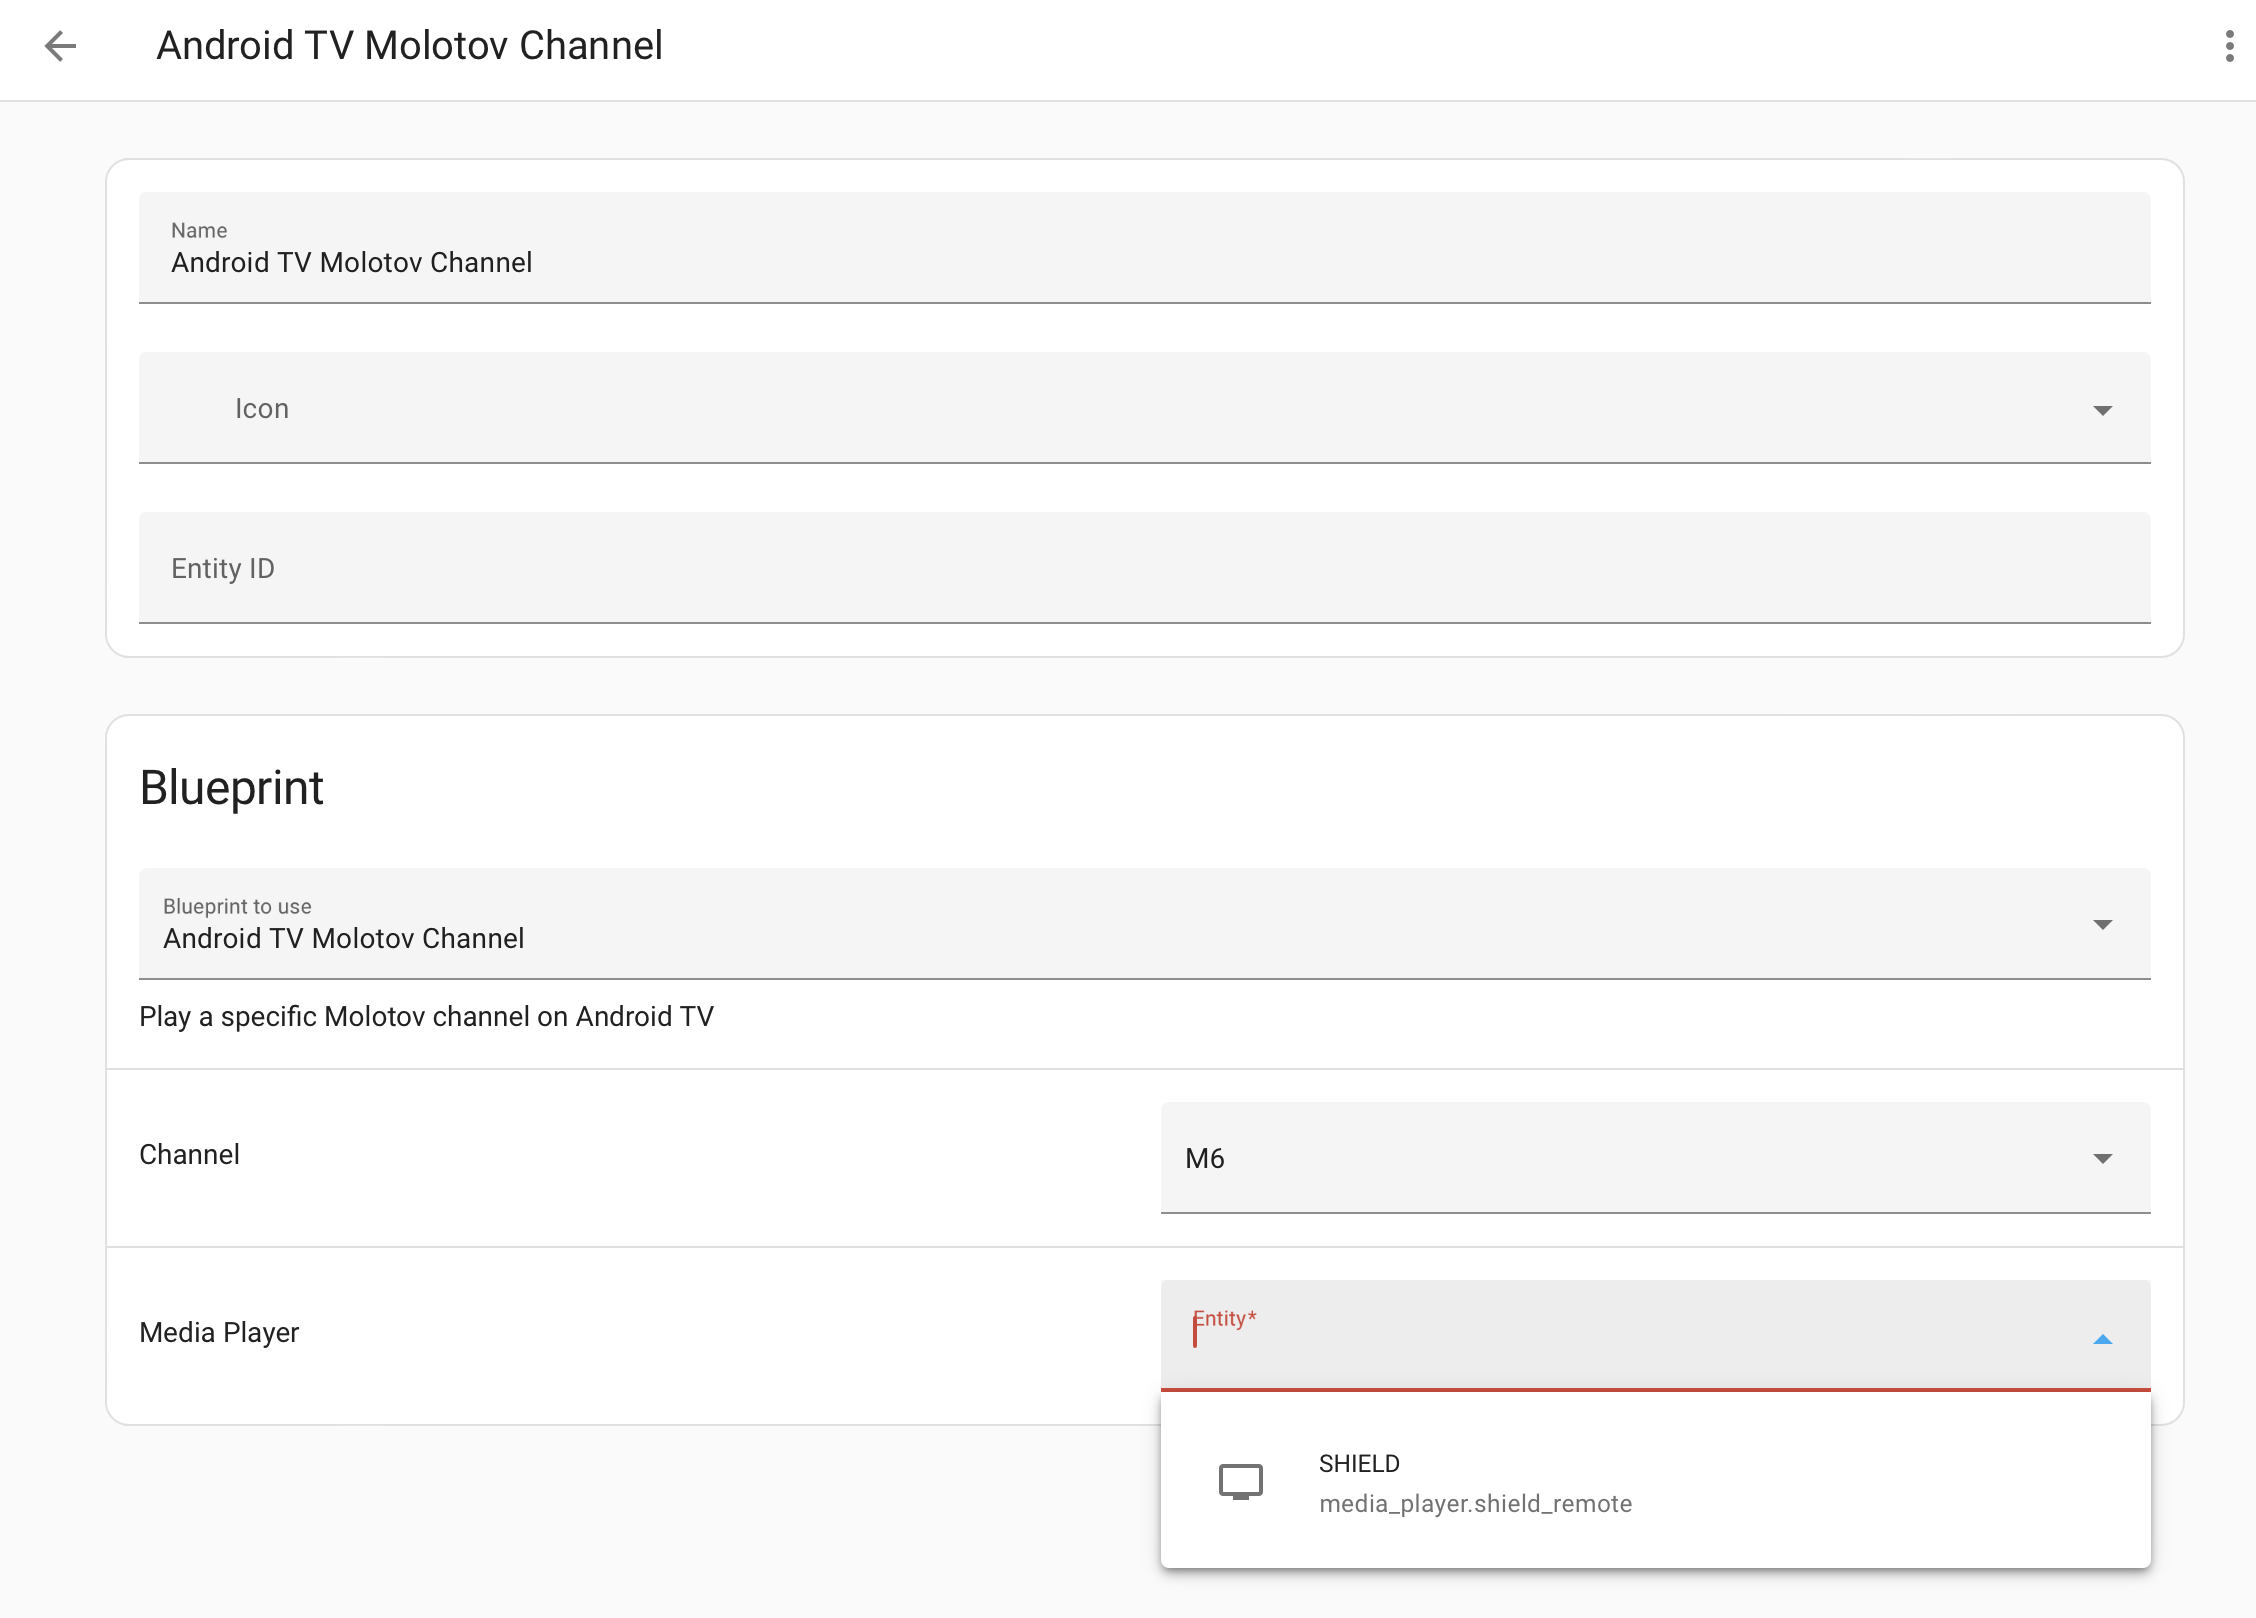 Android TV Molotov Channel
Name
Android TV Molotov Channel
Icon
Entity ID
Blueprint
Blueprint to use
Android TV Molotov Channel
Play a specific Molotov channel on Android TV
Channel
M6
Media Player
Entity*
SHIELD
media_player.shield_remote